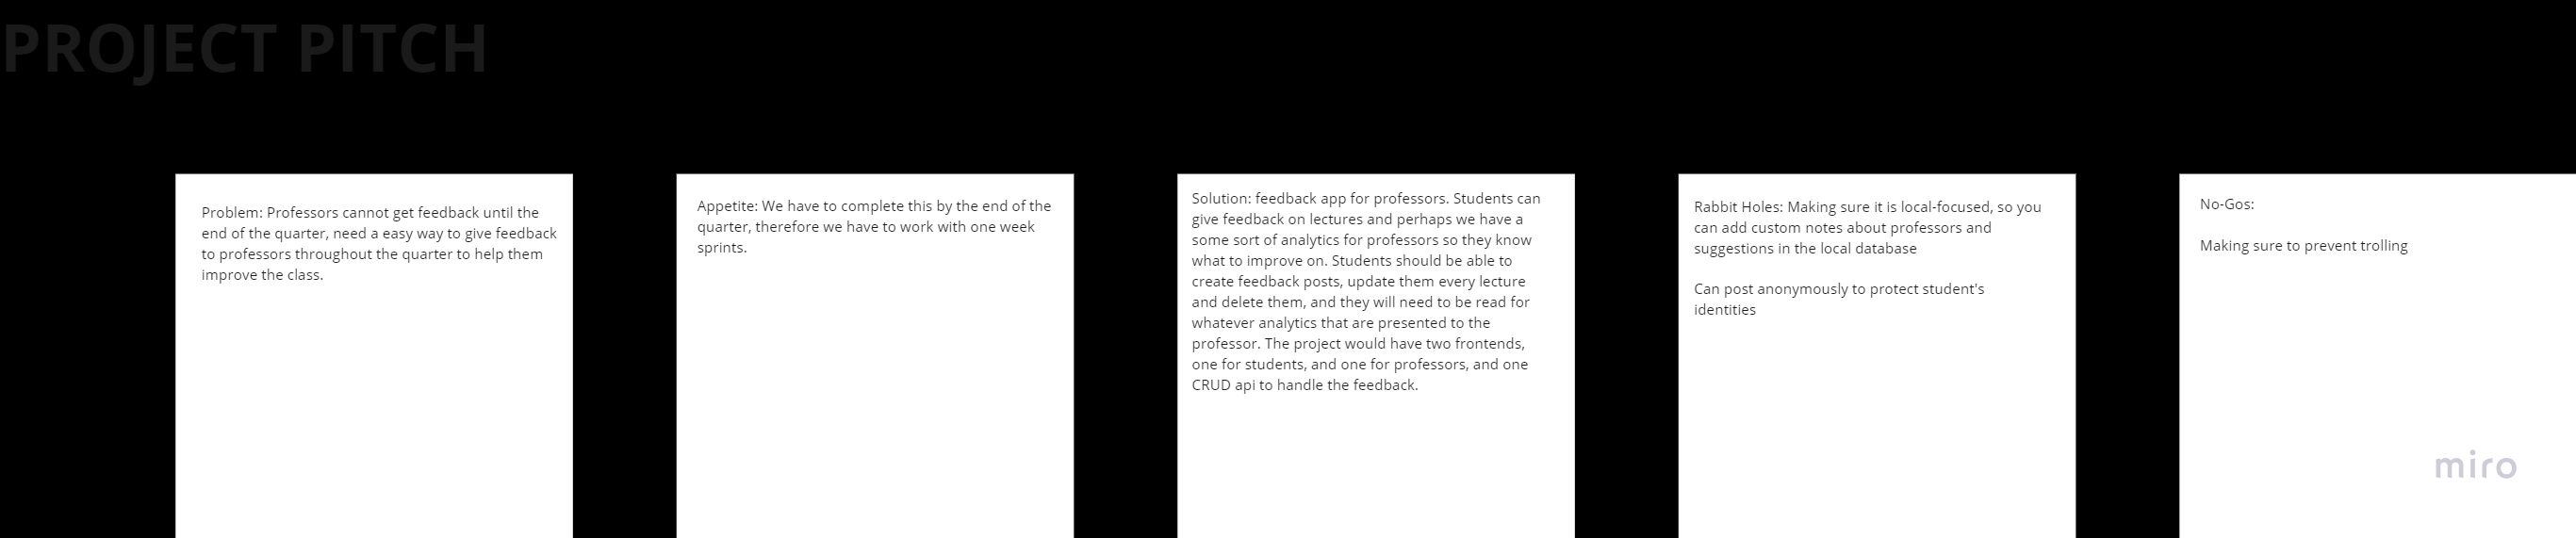 PROJECT PITCH
Problem: Professors cannot get feedback until the
end of the quarter, need a easy way to give feedback
to professors throughout the quarter to help them
improve the class.
Appetite: We have to complete this by the end of the
quarter, therefore we have to work with one week
sprints.
Solution: feedback app for professors. Students can
give feedback on lectures and perhaps we have a
some sort of analytics for professors so they know
what to improve on. Students should be able to
create feedback posts, update them every lecture
and delete them, and they will need to be read for
whatever analytics that are presented to the
professor. The project would have two frontends,
one for students, and one for professors, and one
CRUD api to handle the feedback.
Rabbit Holes: Making sure it is local-focused, so you
can add custom notes about professors and
suggestions in the local database
Can post anonymously to protect student's
identities
No-Gos:
Making sure to prevent trolling
miro